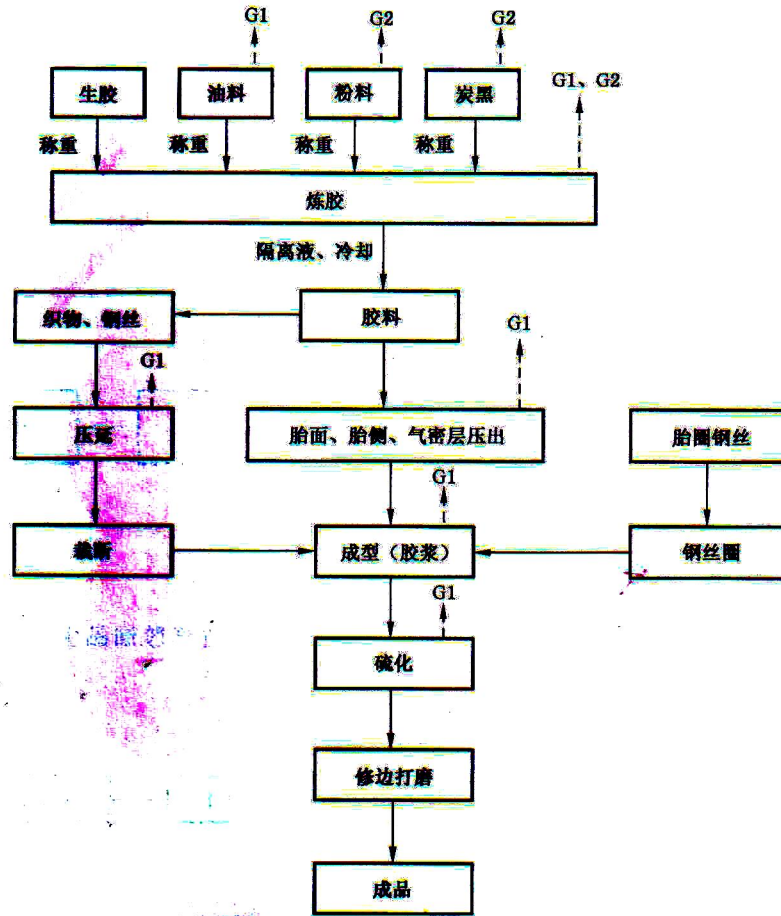 G1
G2
G2
G1、G2
生胶
油料
粉料
炭黑
称重
称重
称重
称重
炼胶
隔离液、冷却
织物、钢丝
胶料
G1
G1
压延
胎面、胎侧、气密层压出
胎圈钢丝
G1
裁断
成型（胶浆）
钢丝圈
G1
硫化
修边打磨
成品